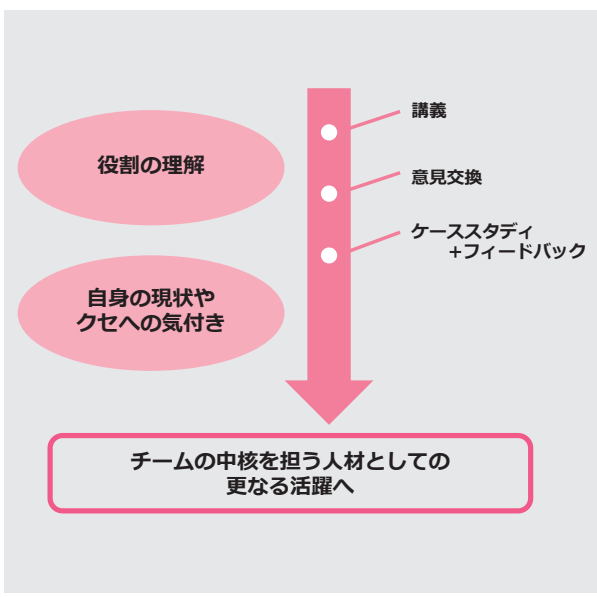 役割の理解
自身の現状や
クセへの気付き
講義
意見交換
ケーススタディ
+フィードバック
チームの中核を担う人材としての
更なる活躍へ